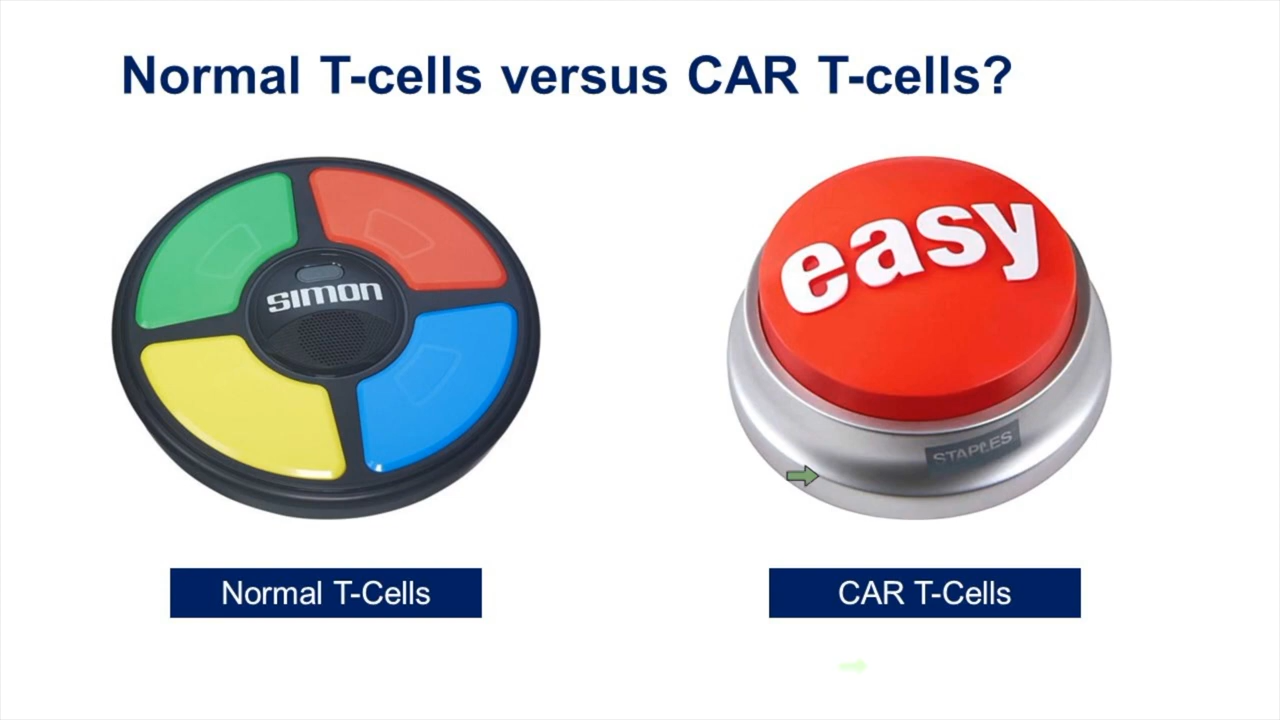 Normal T-cells versus CAR T-cells?
simon
easy
STAPLES
Normal T-Cells
CAR T-Cells